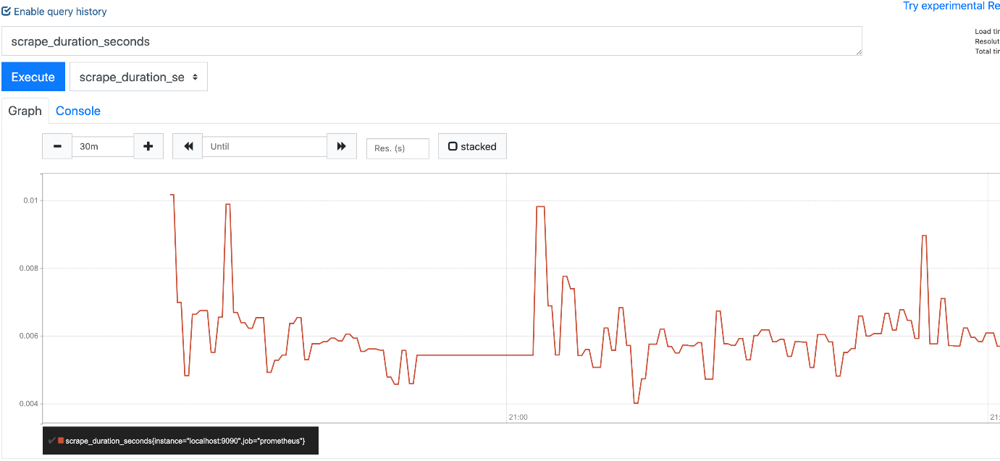 Enable query history
Try experimental Re
scrape_duration_seconds
Load tir
Resolut
Total tir
Execute
scrape_duration_se
Graph
Console
30m
Until
Res. (s)
stacked
0.01
0.008
0.006
0.004
21:00
21:
scrape_duration_seconds{instance="localhost:9090",job="prometheus"}